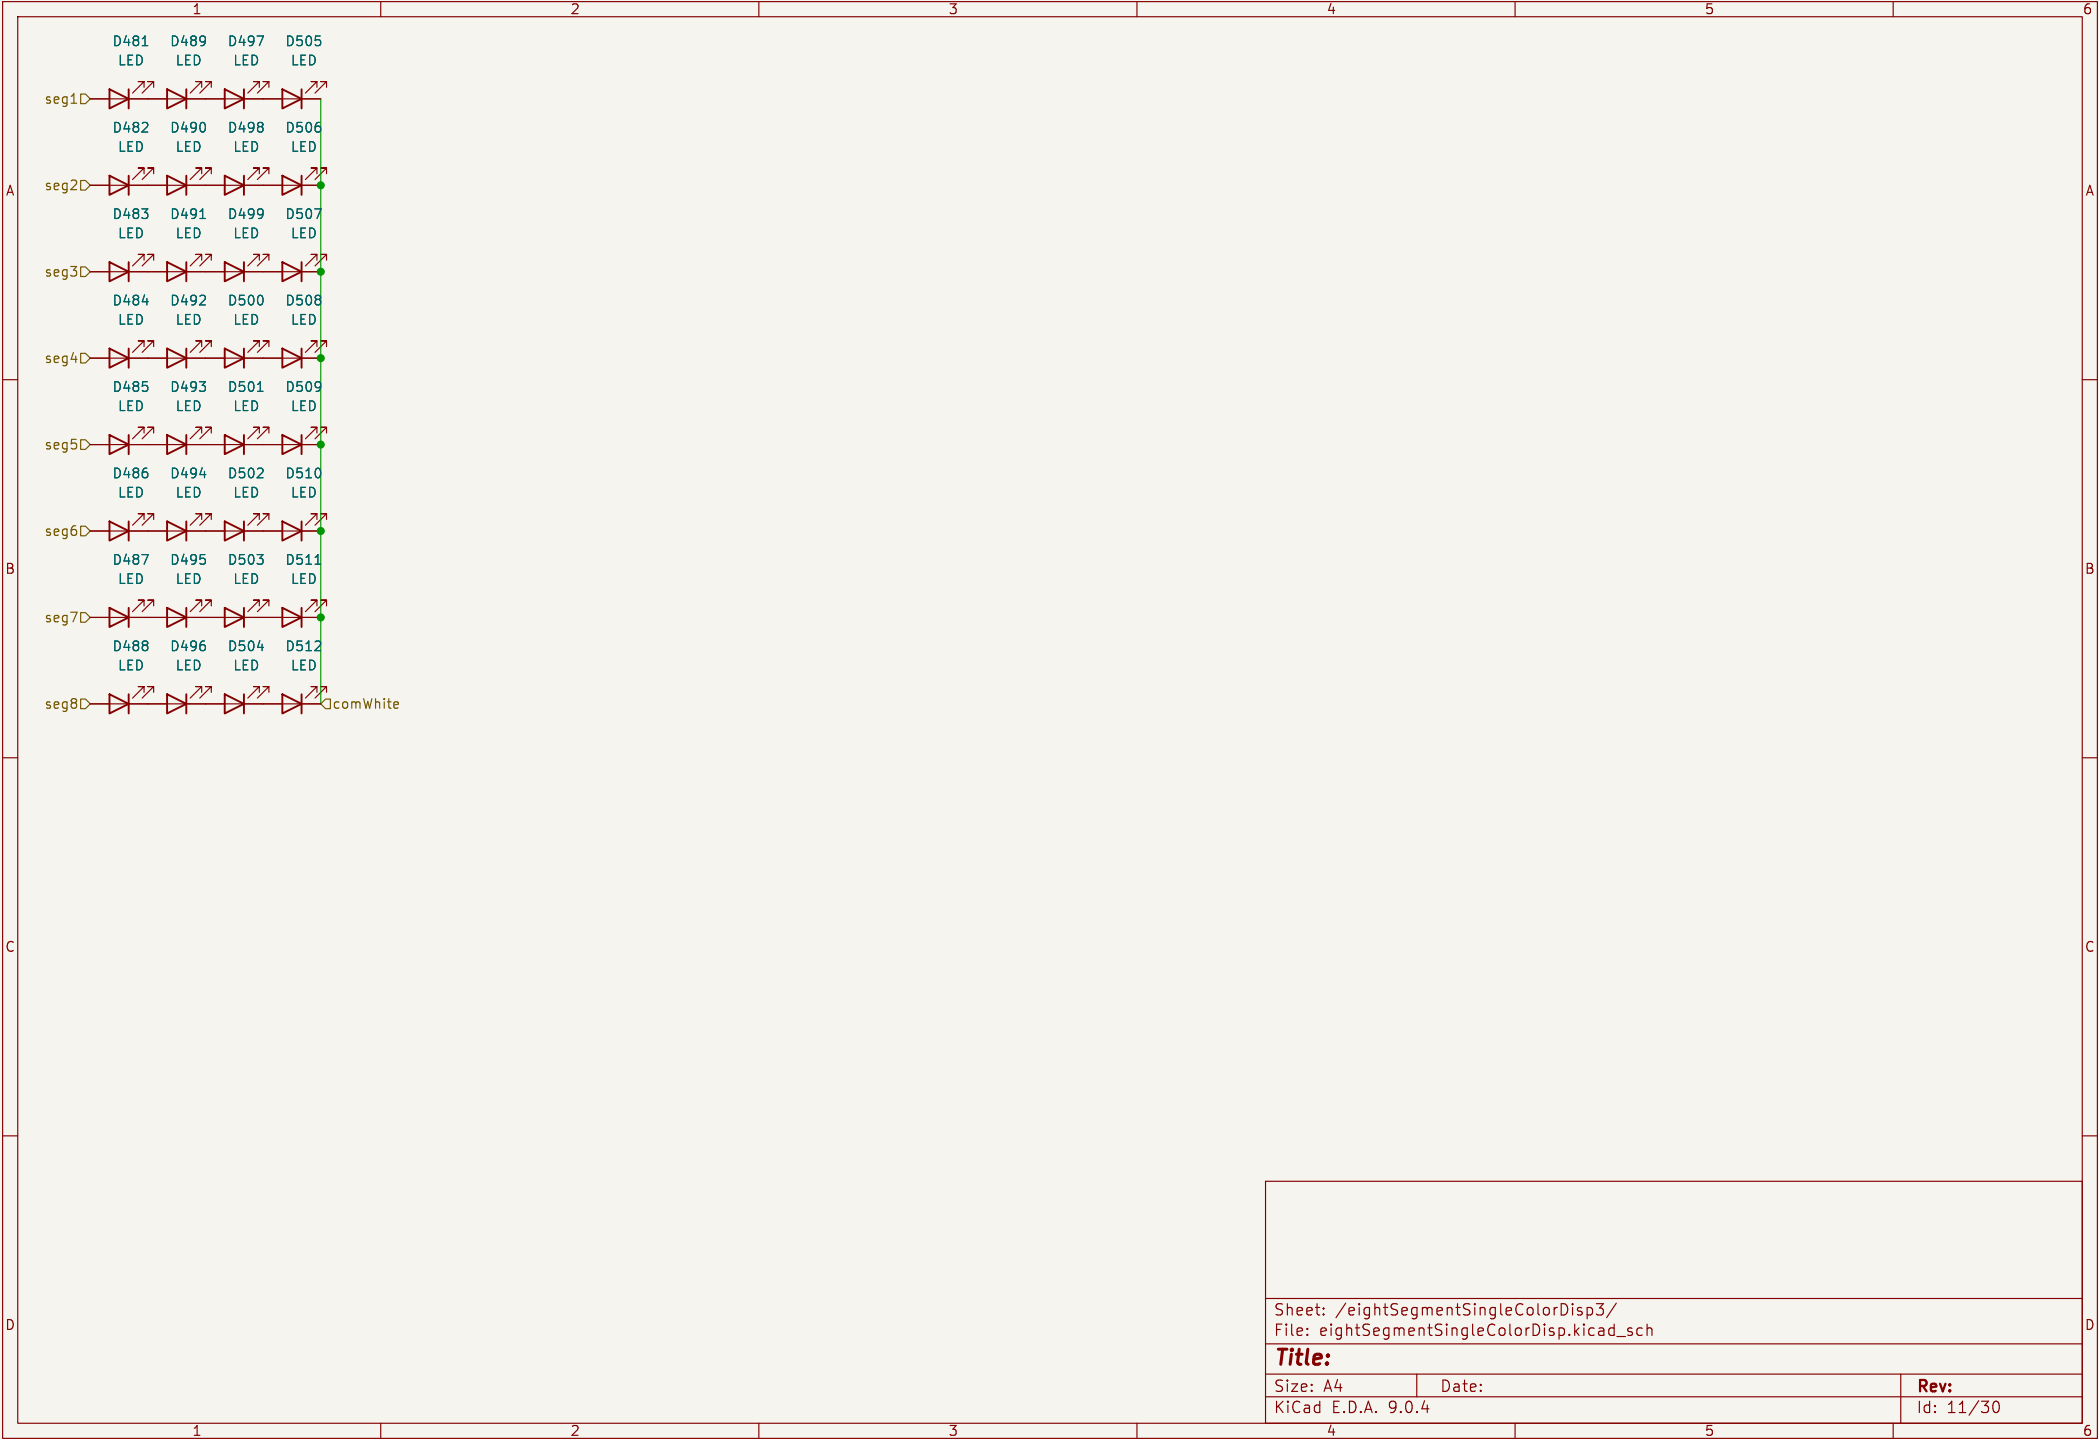 1 2 3 4 5 6
D481 D489 D497 D505
LED LED LED LED
seg1
D482 D490 D498 D506
LED LED LED LED
seg2
A A
D483 D491 D499 D507
LED LED LED LED
seg3
D484 D492 D500 D508
LED LED LED LED
seg4
D485 D493 D501 D509
LED LED LED LED
seg5
D486 D494 D502 D510
LED LED LED LED
seg6
D487 D495 D503 D511
B B
LED LED LED LED
seg7
D488 D496 D504 D512
LED LED LED LED
seg8 comWhite
C C
Sheet: /eightSegmentSingleColorDisp3/
D D
File: eightSegmentSingleColorDisp.kicad_sch
Title:
Size: A4 Date: Rev:
KiCad E.D.A. 9.0.4 Id: 11/30
1 2 3 4 5 6